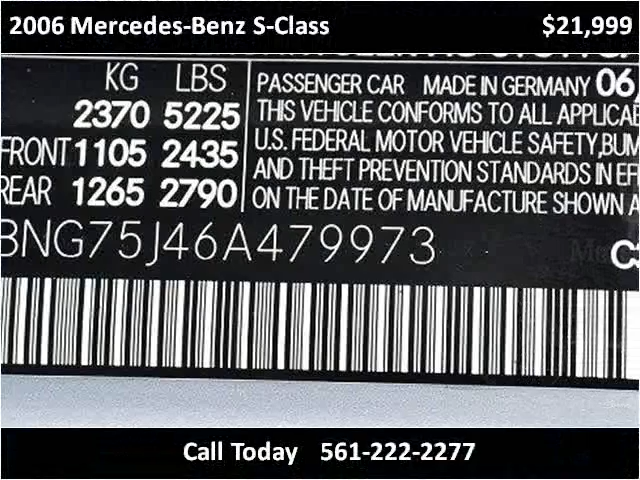 2006 Mercedes-Benz S-Class $21,999
KG LBS
2370 5225
FRONT 1105 2435
REAR 1265 2790
PASSENGER CAR MADE IN GERMANY 06
THIS VEHICLE CONFORMS TO ALL APPLICAB
U.S. FEDERAL MOTOR VEHICLE SAFETY, BUM
AND THEFT PREVENTION STANDARDS IN EF
ON THE DATE OF MANUFACTURE SHOWN A
BNG75J46A479973
Call Today 561-222-2277